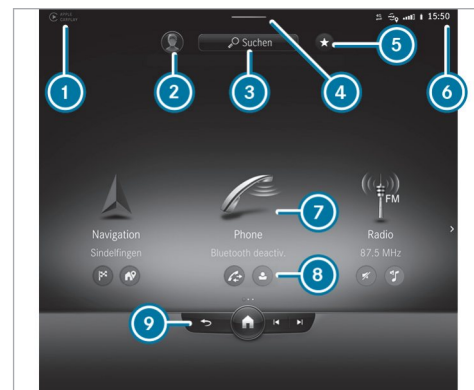 APPLE
CARPLAY
15:50
1
2
Suchen
3
4
5
6
FM
7
Navigation
Phone
Radio
Sindelfingen
Bluetooth deactiv.
87.5 MHz
8
9